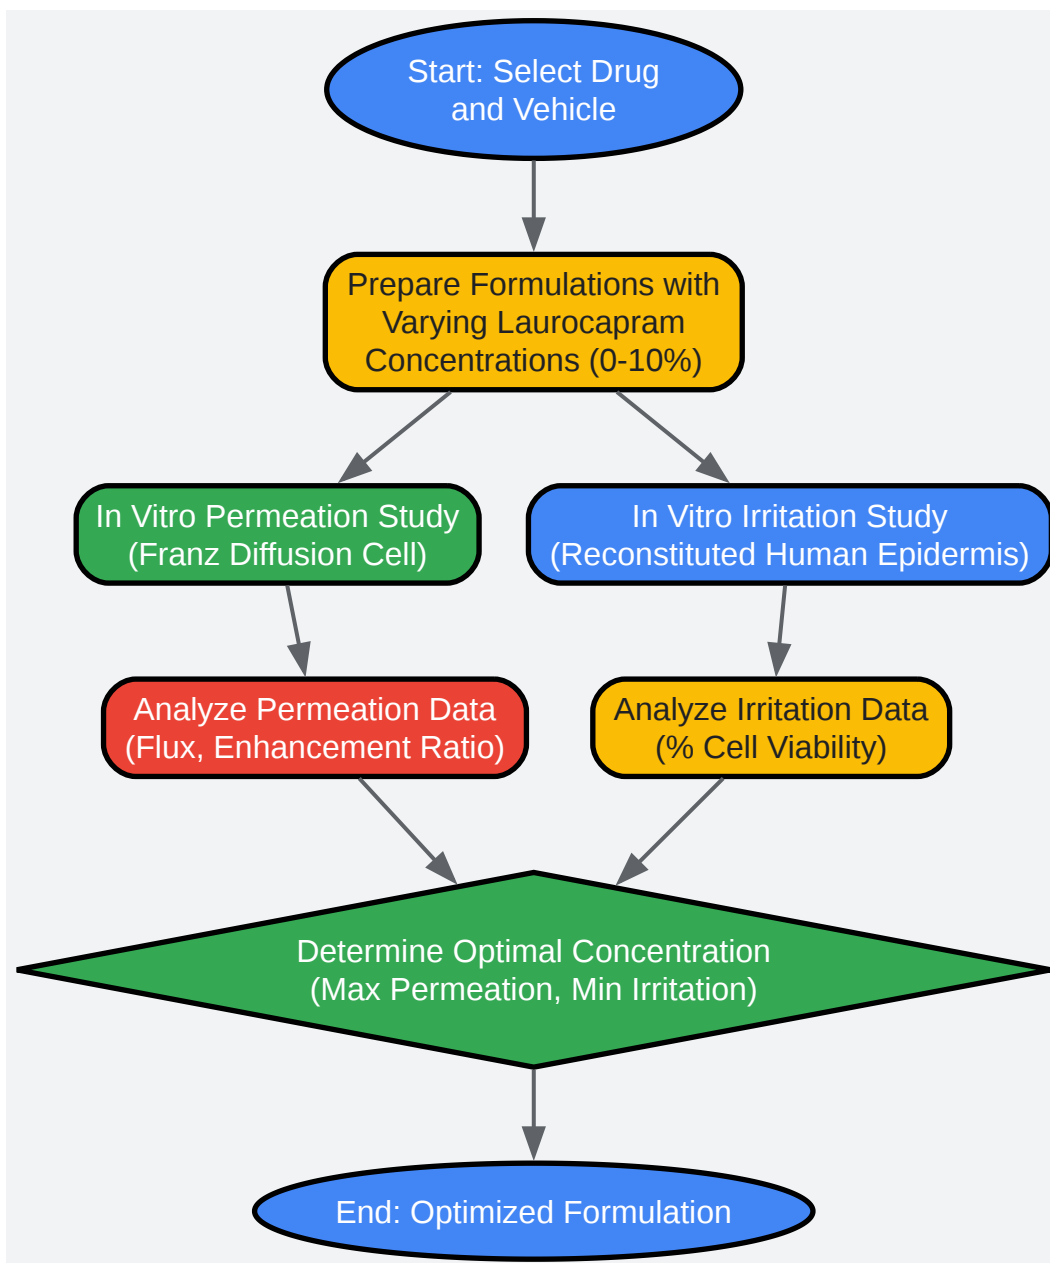 Start: Select Drug
and Vehicle
Prepare Formulations with
Varying Laurocapram
Concentrations (0-10%)
In Vitro Permeation Study
(Franz Diffusion Cell)
In Vitro Irritation Study
(Reconstituted Human Epidermis)
Analyze Permeation Data
(Flux, Enhancement Ratio)
Analyze Irritation Data
(% Cell Viability)
Determine Optimal Concentration
(Max Permeation, Min Irritation)
End: Optimized Formulation